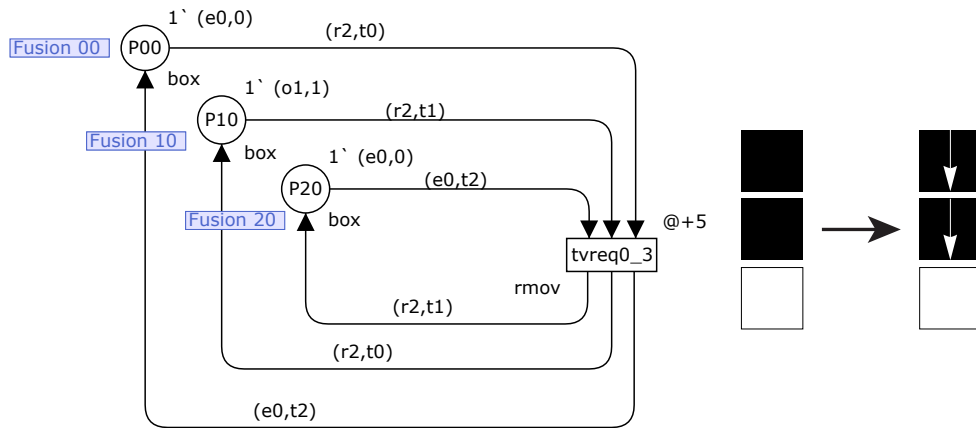 1` (e0,0)
(r2,t0)
Fusion 00
P00
box
1` (o1,1)
(r2,t1)
P10
Fusion 10
box
1` (e0,0)
(e0,t2)
P20
Fusion 20
box
@+5
tvreq0_3
rmov
(r2,t1)
(r2,t0)
(e0,t2)